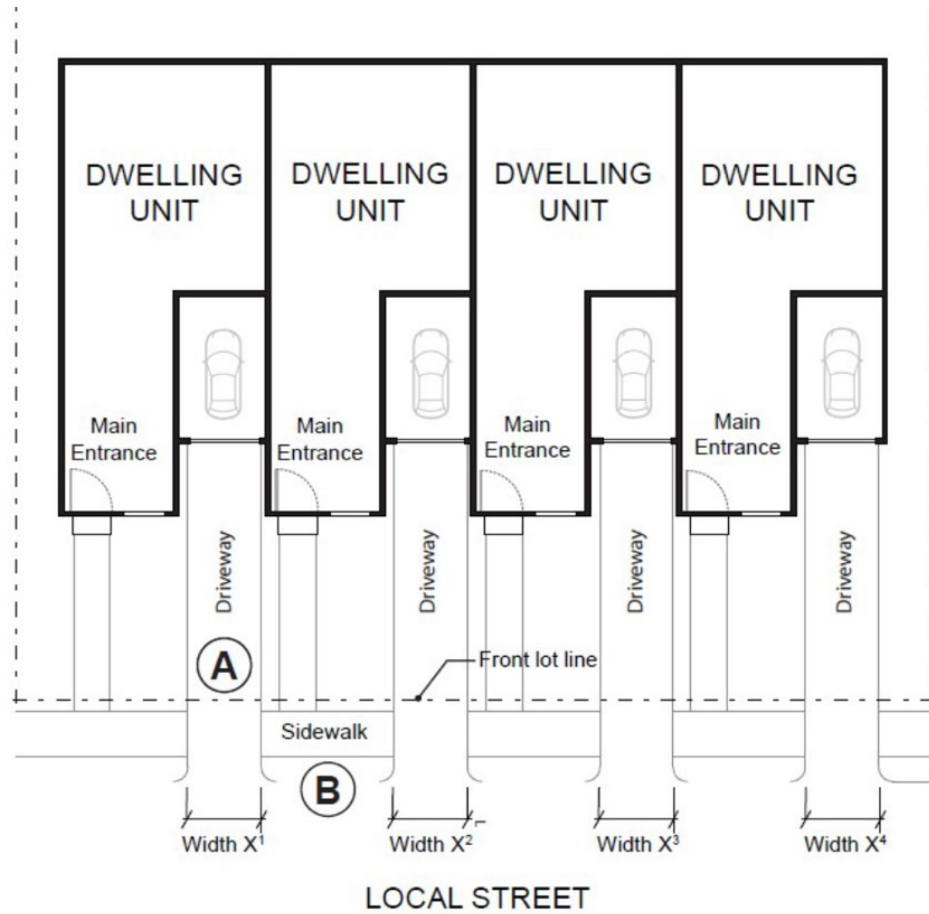 DWELLING
UNIT
DWELLING
UNIT
DWELLING
UNIT
DWELLING
UNIT
Main
Entrance
Main
Entrance
Main
Entrance
Main
Entrance
Driveway
Driveway
Driveway
Driveway
A
Front lot line
Sidewalk
B
Width X¹
Width X²
Width X³
Width X⁴
LOCAL STREET